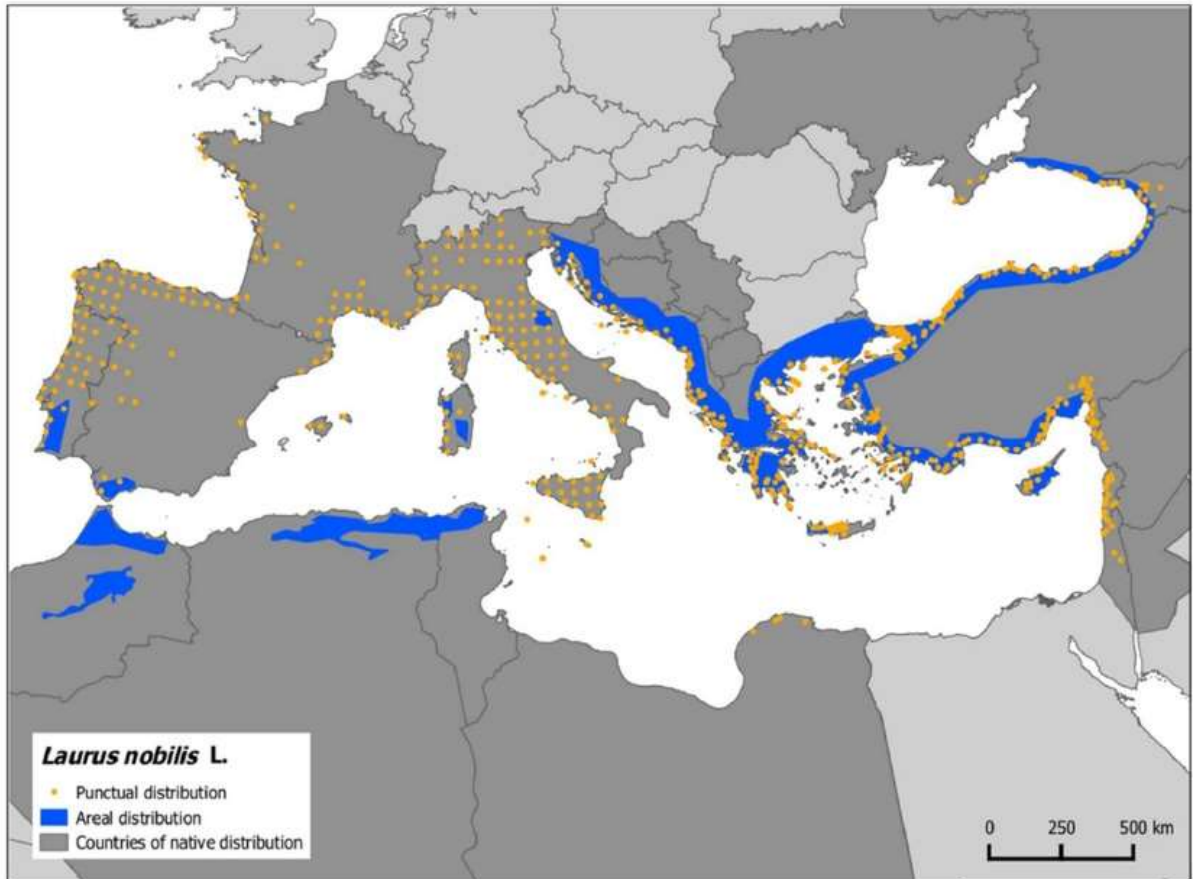 Laurus nobilis L.
Punctual distribution
Areal distribution
Countries of native distribution
0 250 500 km